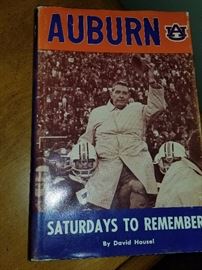 AUBURN
AU
SATURDAYS TO REMEMBER
By David Housel